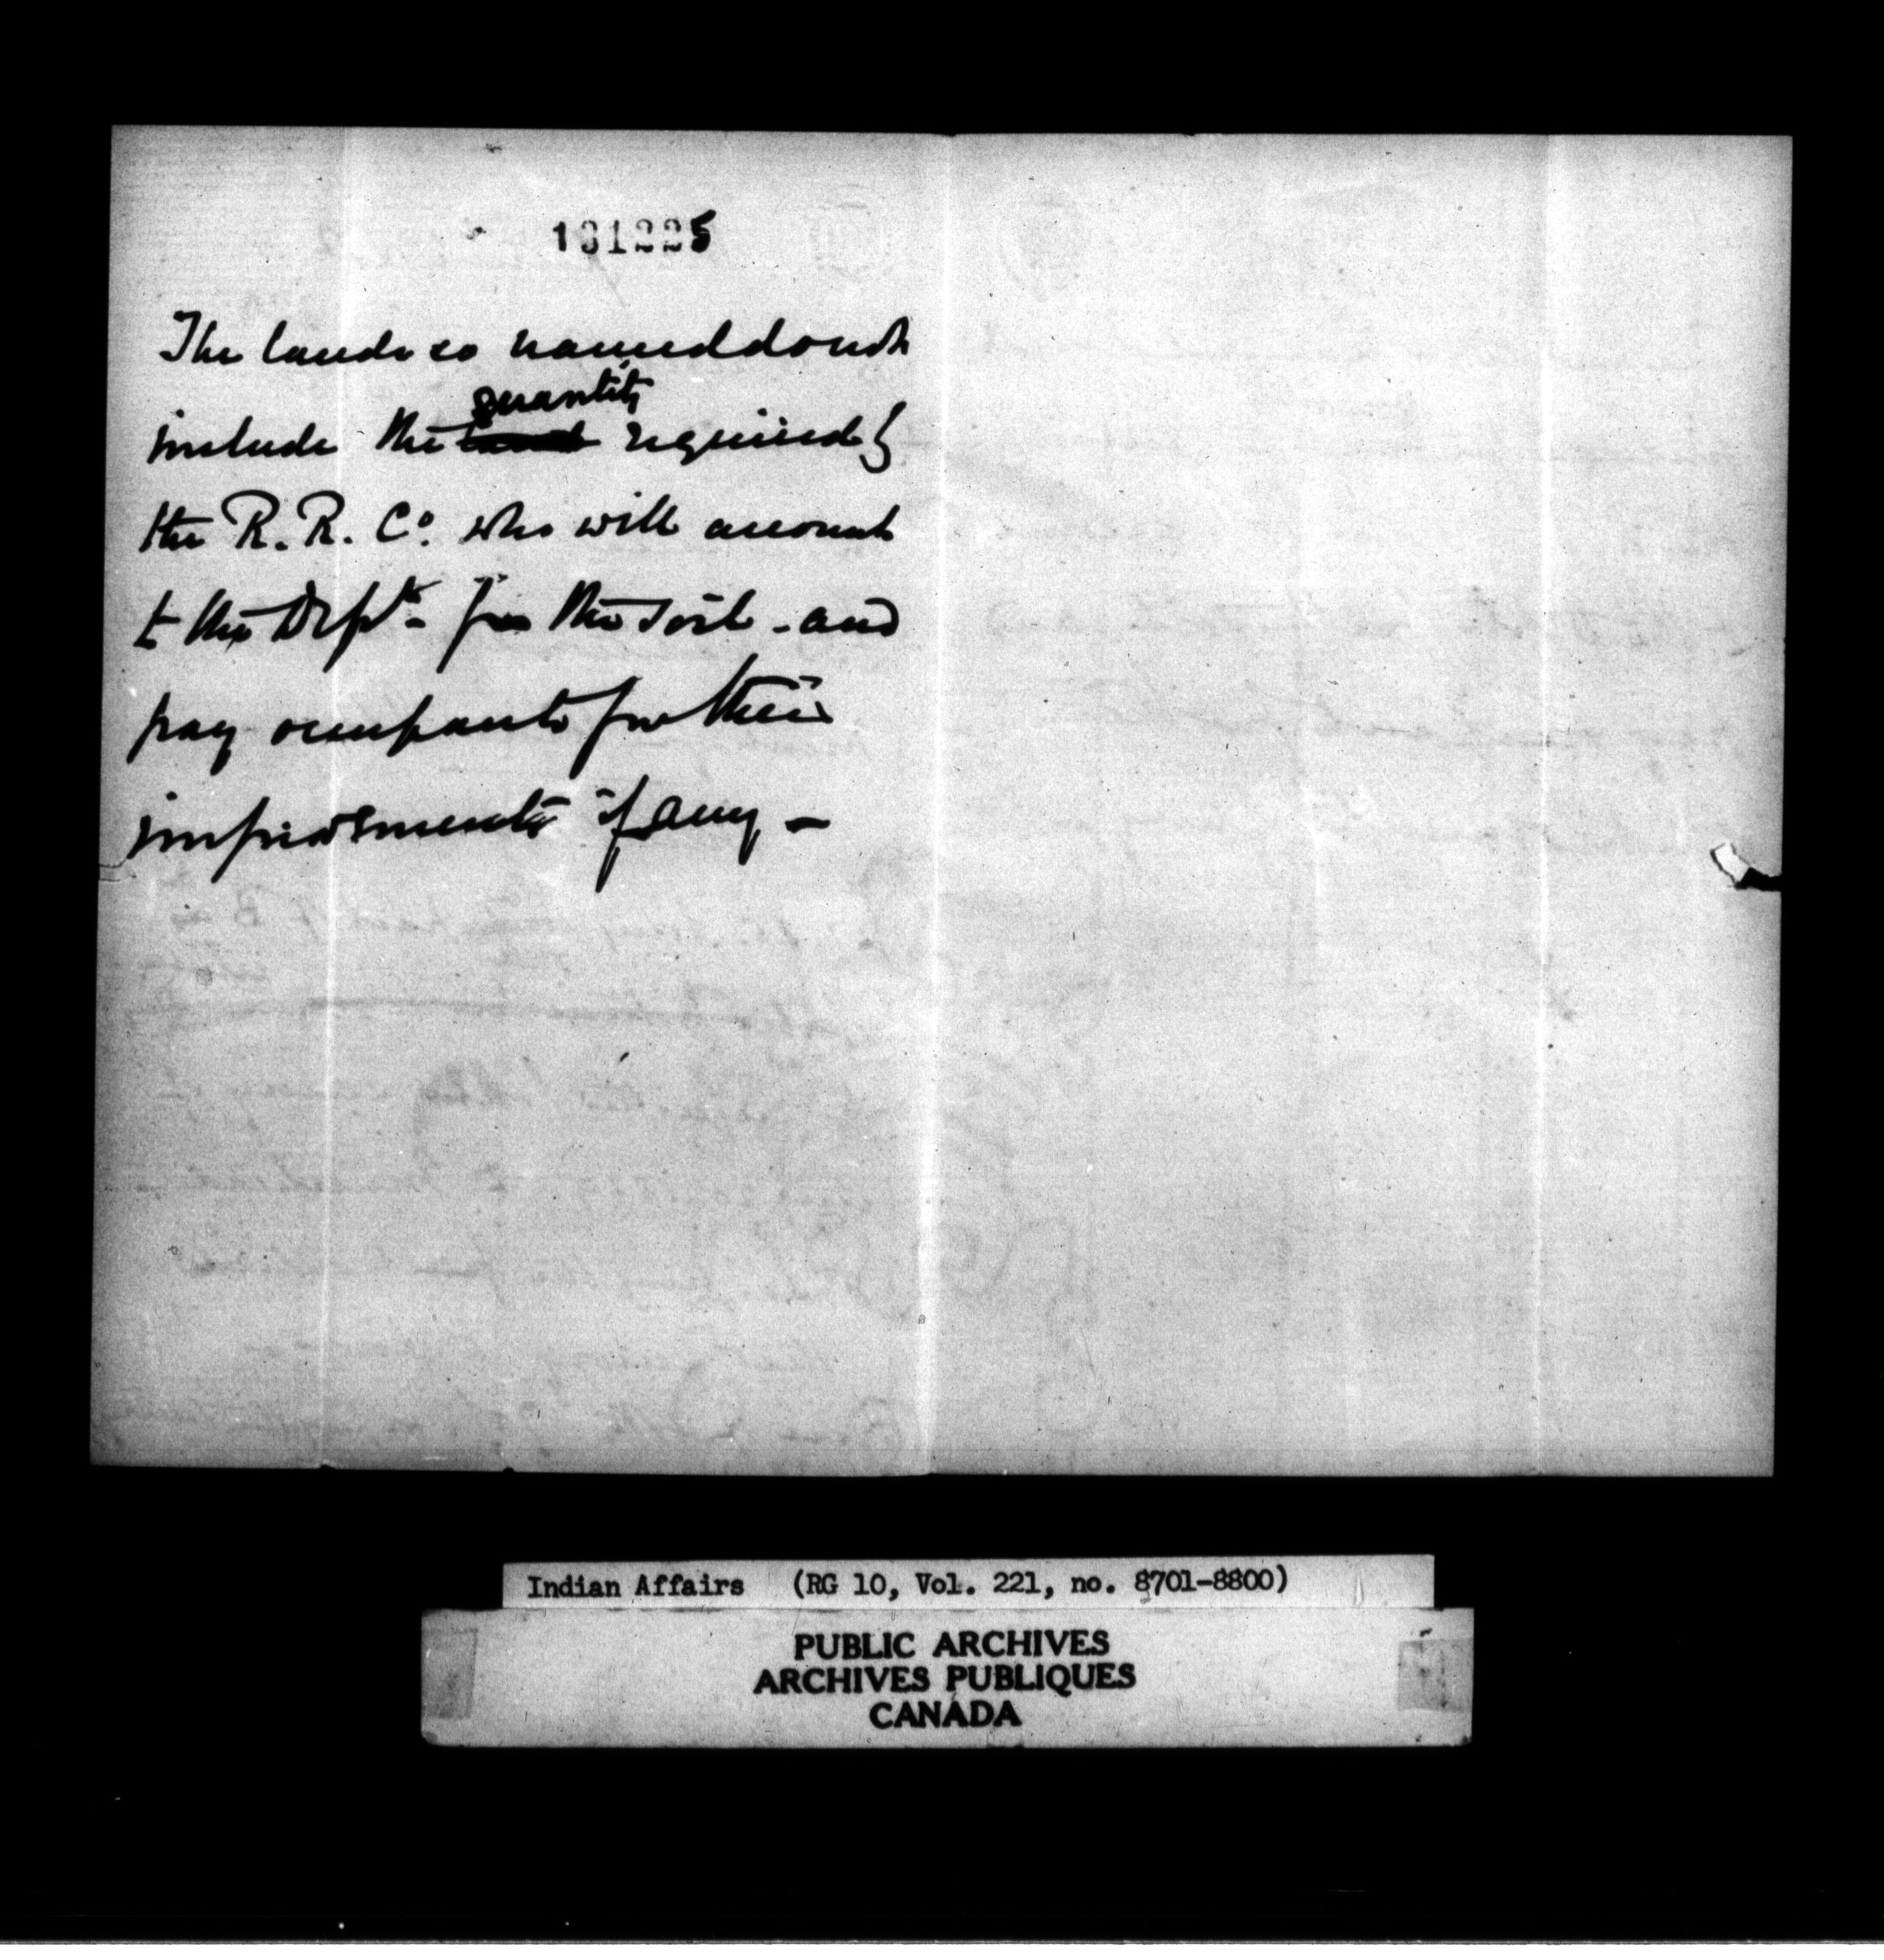 131225
The lands so named do not
quantity
include the land required by
the R. R. Co. who will account
to the Dept. for the soil - and
pay occupants for their
improvements if any -
Indian Affairs (RG 10, Vol. 221, no. 8701-8800)
PUBLIC ARCHIVES
ARCHIVES PUBLIQUES
CANADA